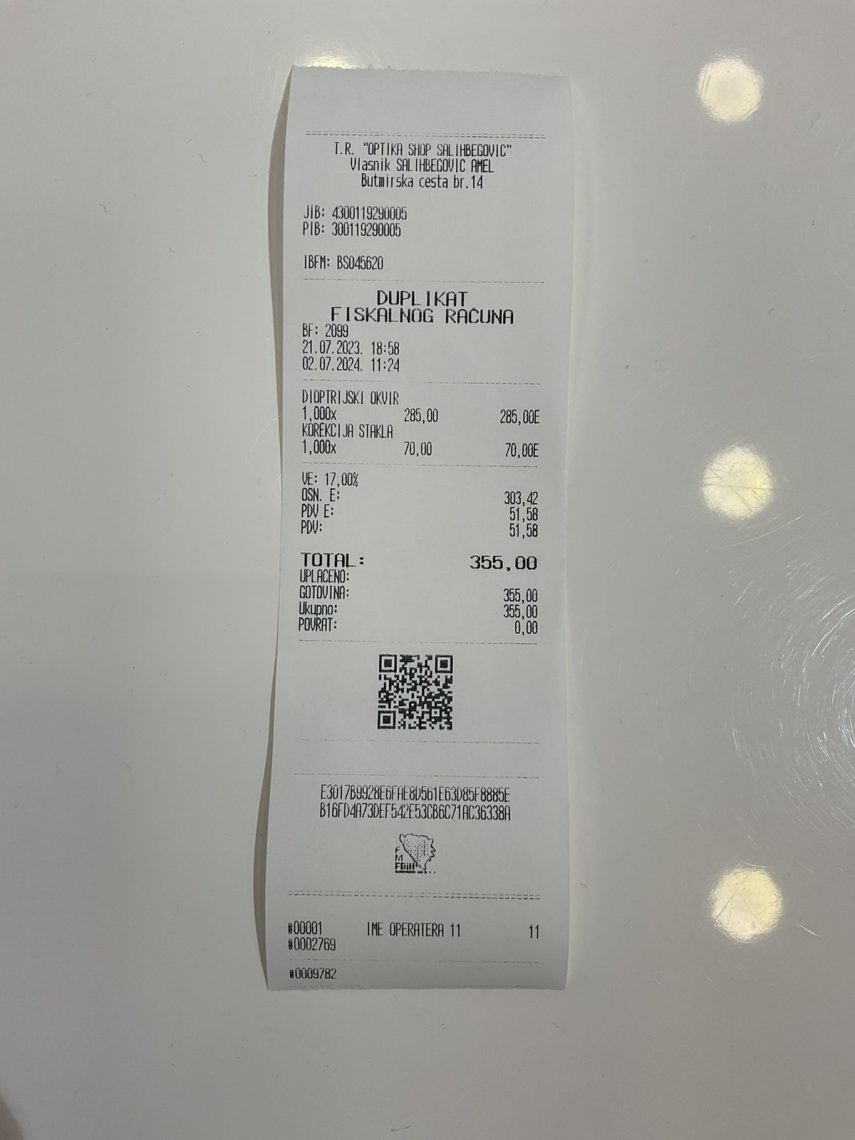 T.R. "OPTIKA SHOP SALIHBEGOVIC"
Vlasnik SALIHBEGOVIC AMEL
Butmirska cesta br.14
JIB: 4300119290005
PIB: 300119290005
IBFM: BS045620
DUPLIKAT
FISKALNOG RAČUNA
BF: 2099
21.07.2023. 18:58
02.07.2024. 11:24
DIOPTRIJSKI OKVIR
1,000x 285,00 285,00E
KOREKCIJA STAKLA
1,000x 70,00 70,00E
VE: 17,00%
OSN. E: 303,42
PDV E: 51,58
PDV: 51,58
TOTAL: 355,00
UPLAĆENO:
GOTOVINA: 355,00
Ukupno: 355,00
POVRAT: 0,00
E3017B9928E6FAE8D561E63D85F8885E
B16FD4A73DEF542E53CB6C71AC36338A
F
M
FBiH
#00001 IME OPERATERA 11 11
#0002769
#0009782